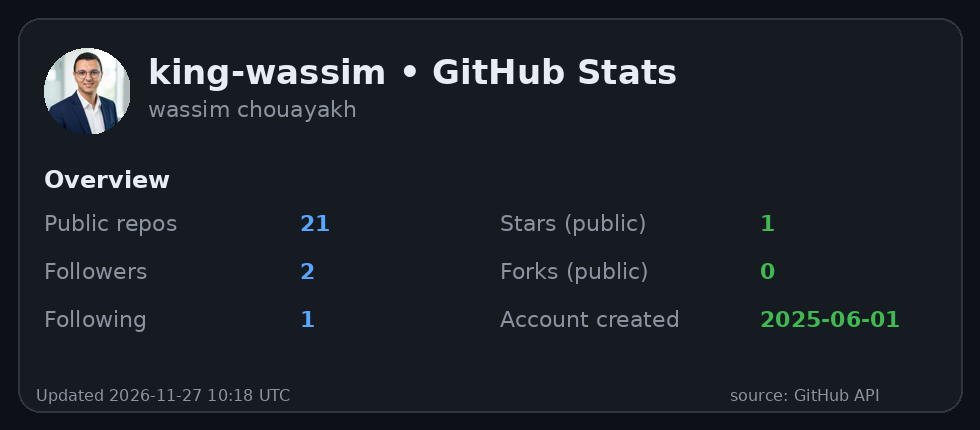 king-wassim • GitHub Stats
wassim chouayakh
Overview
Public repos 21 Stars (public) 1
Followers 2 Forks (public) 0
Following 1 Account created 2025-06-01
Updated 2026-11-27 10:18 UTC source: GitHub API